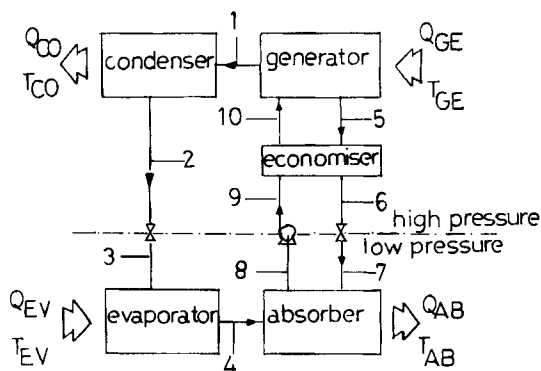 1
Q_CO
T_CO
condenser
generator
Q_GE
T_GE
10
5
2
economiser
9
6
high pressure
low pressure
3
8
7
Q_EV
T_EV
evaporator
4
absorber
Q_AB
T_AB